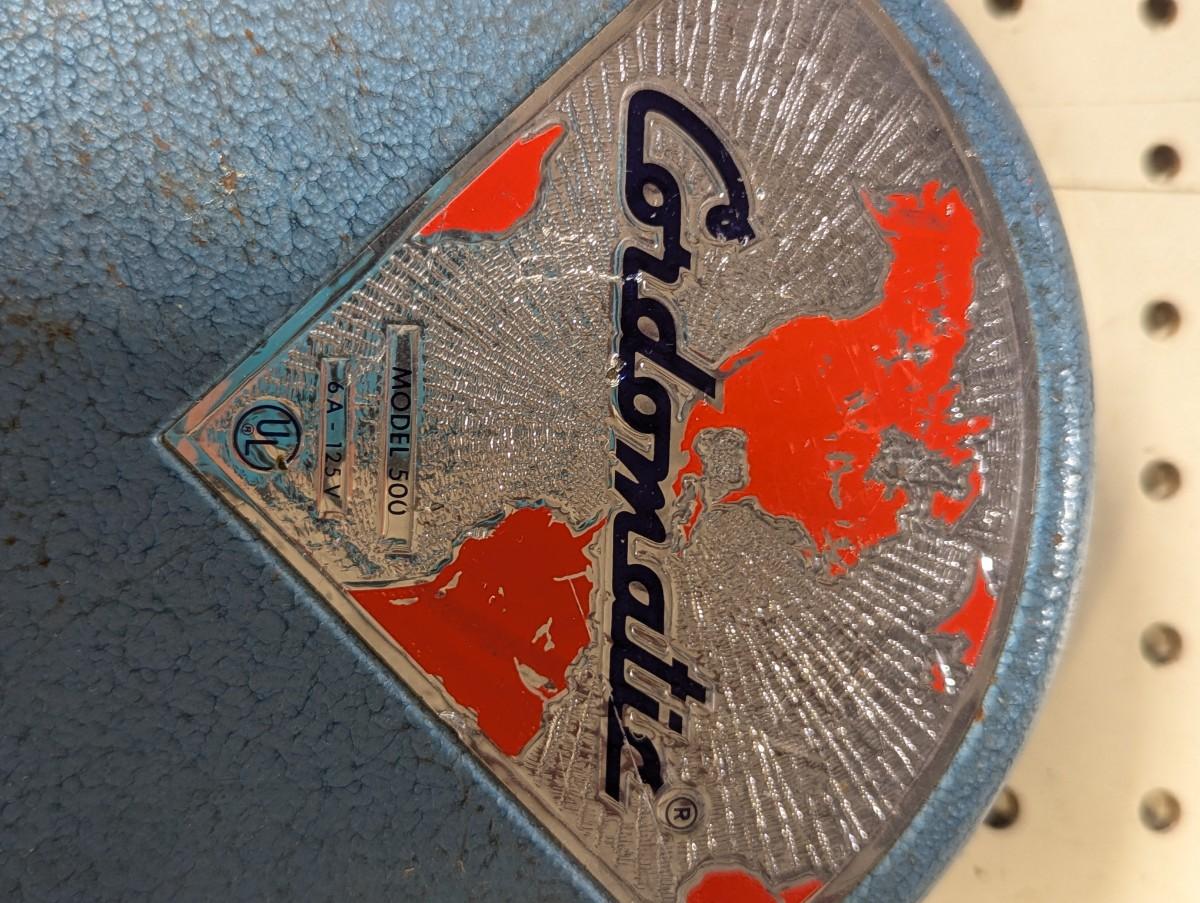 Cordomatic ®
MODEL 500
6A-125V
UL ®